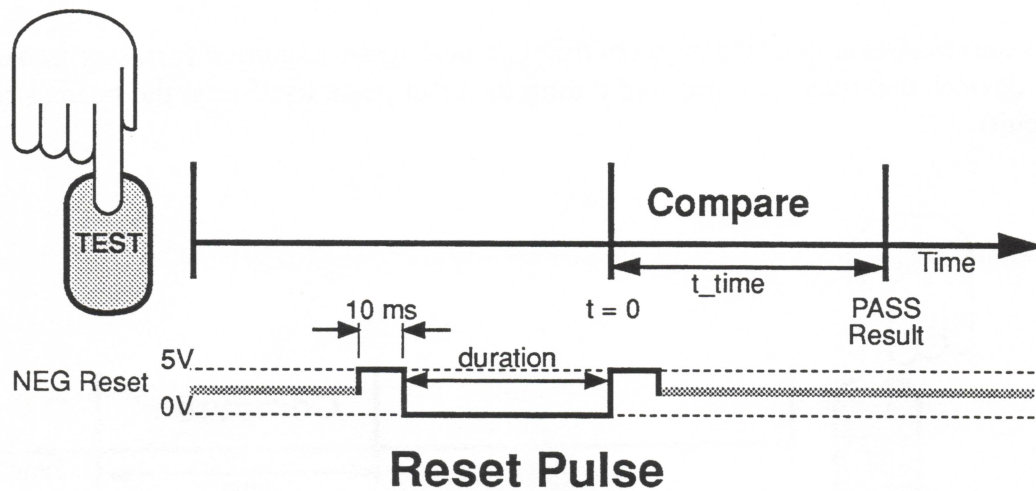 TEST
Compare
Time
t_time
10 ms
t = 0
PASS
Result
5V
duration
NEG Reset
0V
Reset Pulse